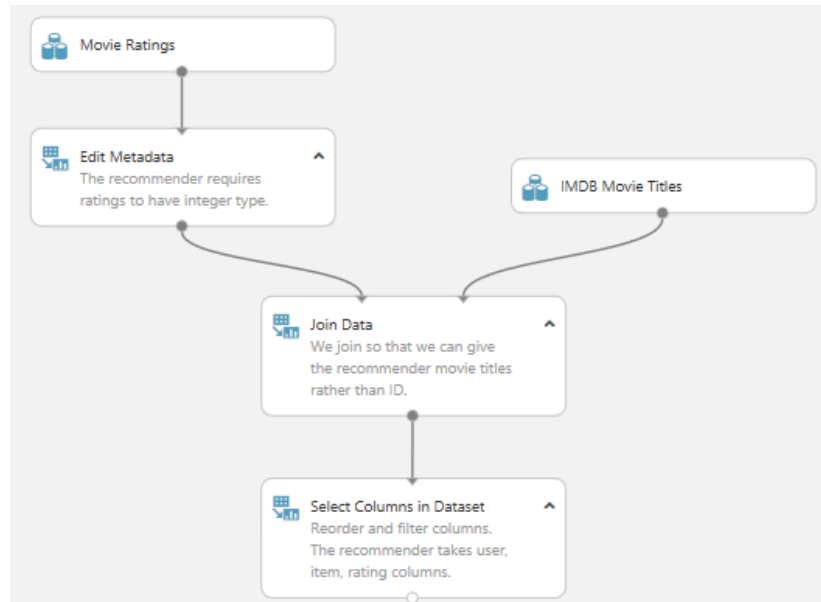 Movie Ratings
Edit Metadata
The recommender requires
ratings to have integer type.
IMDB Movie Titles
Join Data
We join so that we can give
the recommender movie titles
rather than ID.
Select Columns in Dataset
Reorder and filter columns.
The recommender takes user,
item, rating columns.